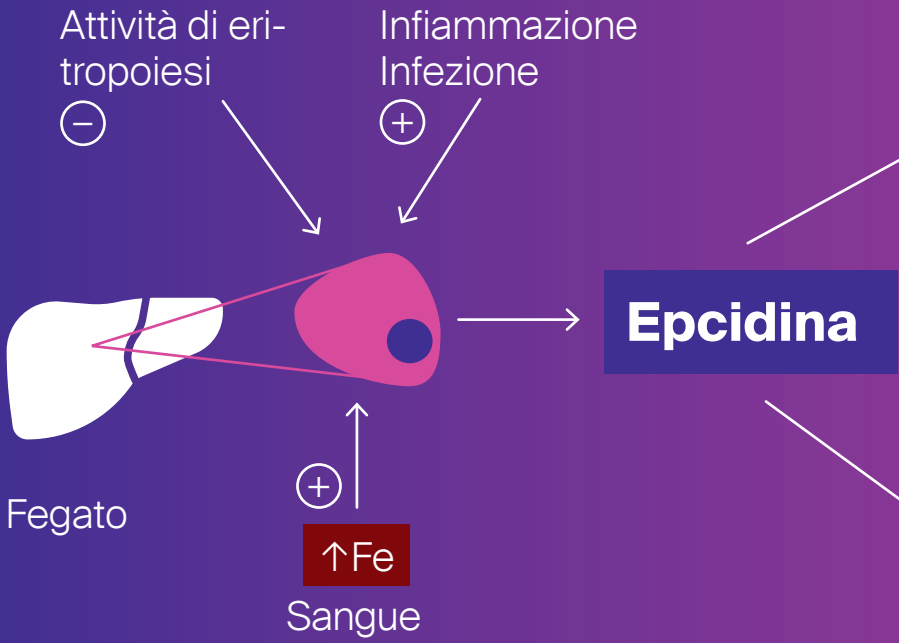 Attività di eri-
tropoiesi
−
Infiammazione
Infezione
+
Epcidina
Fegato
+
↑Fe
Sangue